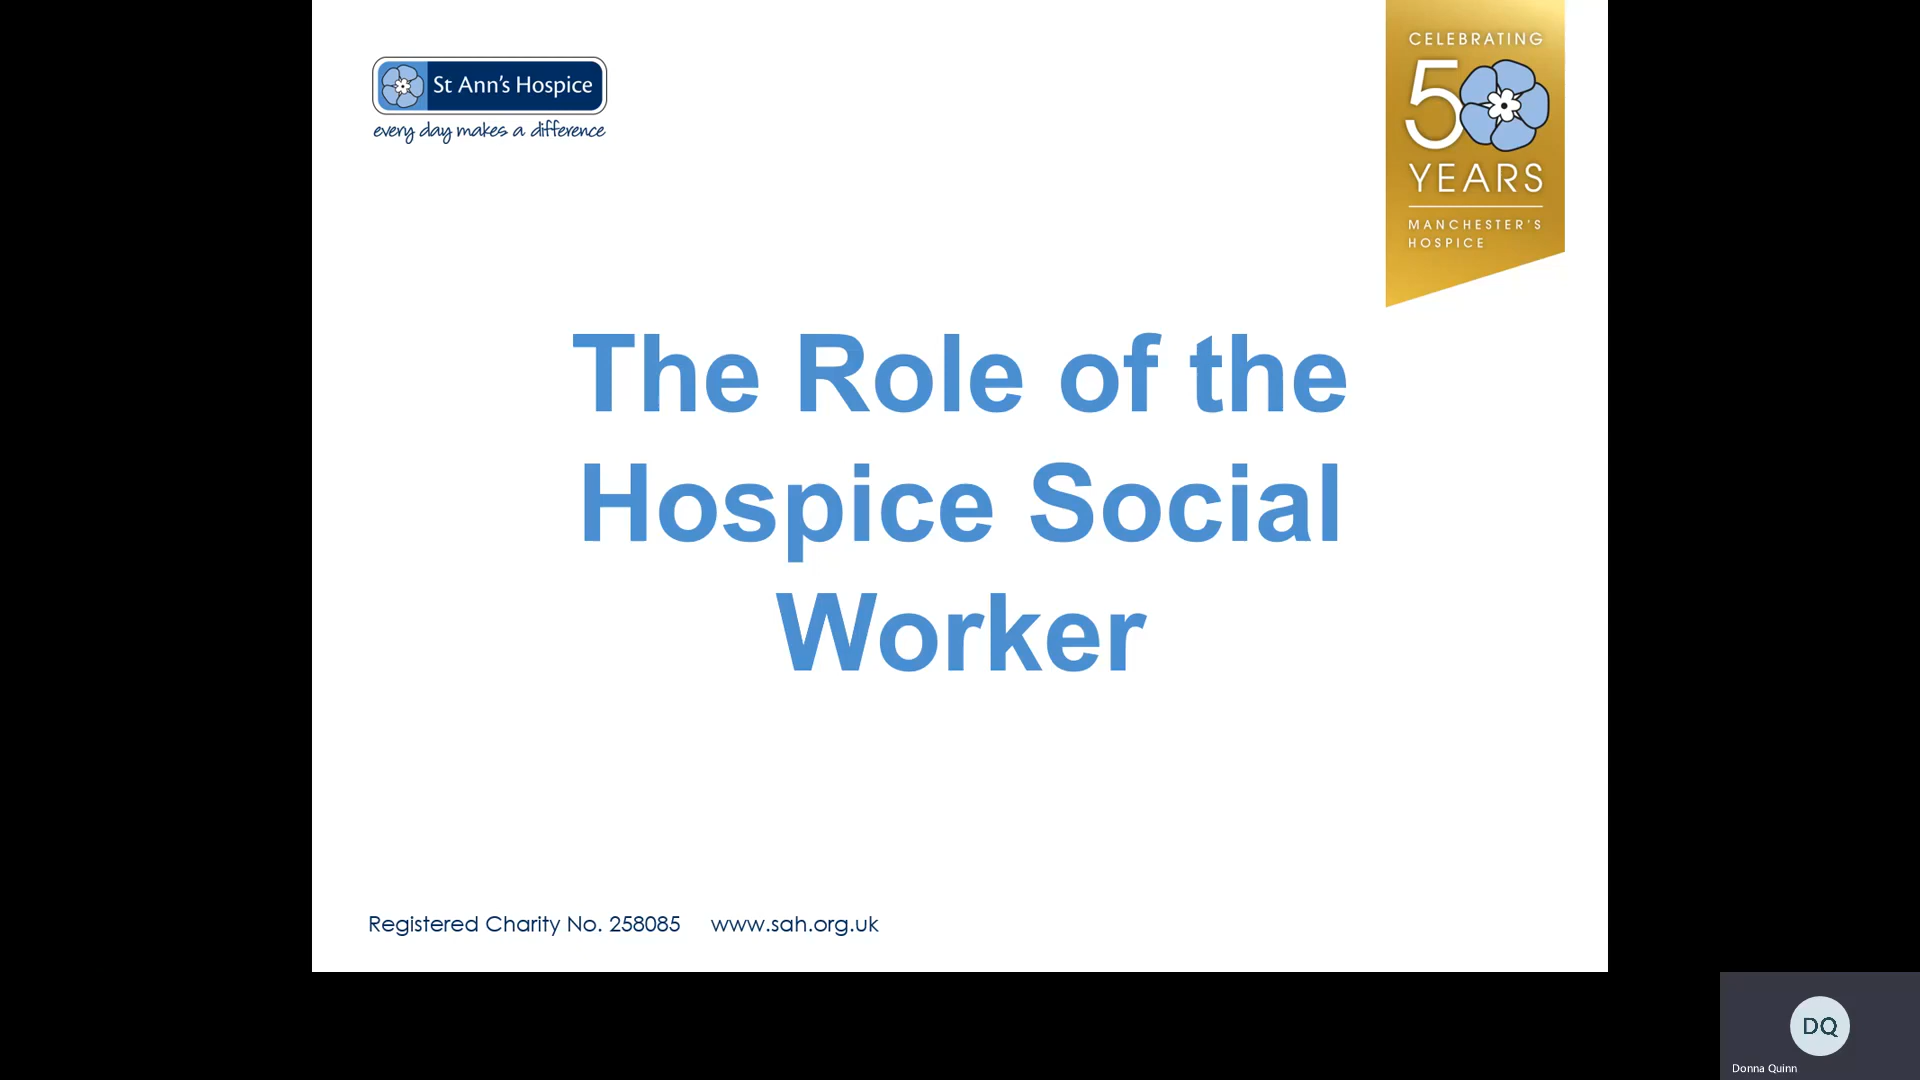 St Ann's Hospice
every day makes a difference
CELEBRATING
50
YEARS
MANCHESTER'S
HOSPICE
The Role of the
Hospice Social
Worker
Registered Charity No. 258085 www.sah.org.uk
DQ
Donna Quinn